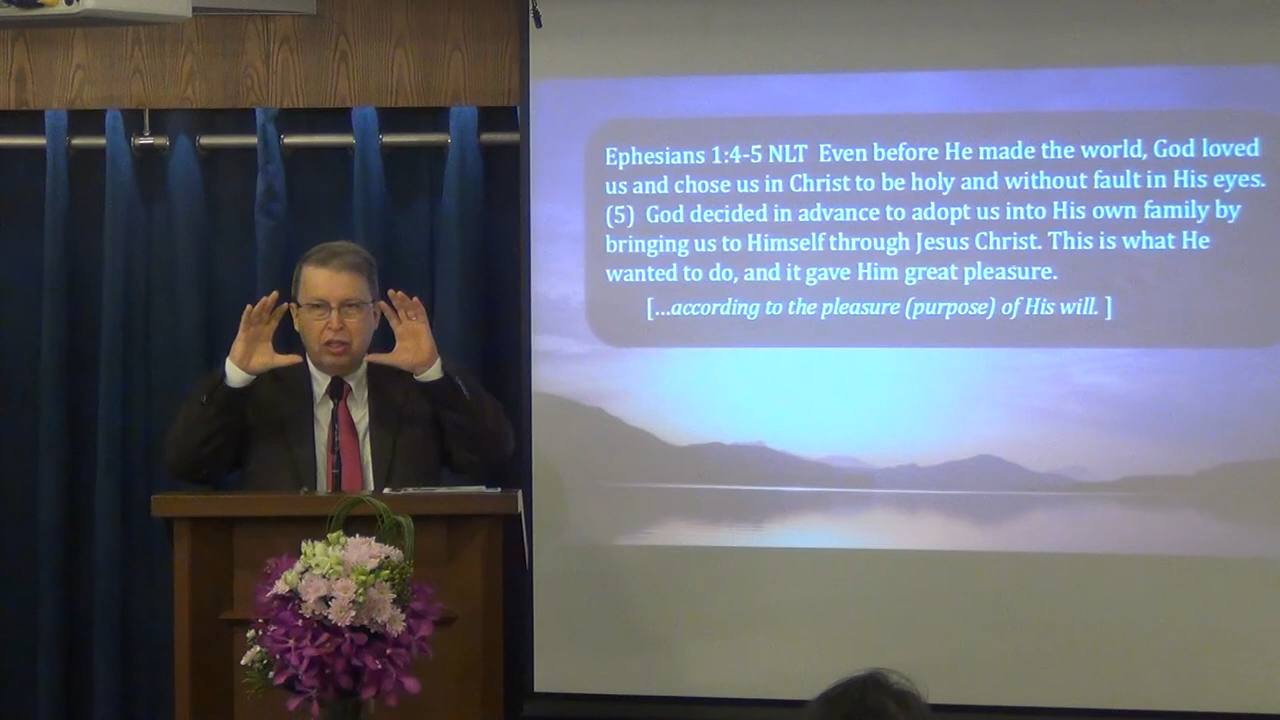 Ephesians 1:4-5 NLT  Even before He made the world, God loved
us and chose us in Christ to be holy and without fault in His eyes.
(5)  God decided in advance to adopt us into His own family by
bringing us to Himself through Jesus Christ. This is what He
wanted to do, and it gave Him great pleasure.
[...according to the pleasure (purpose) of His will. ]